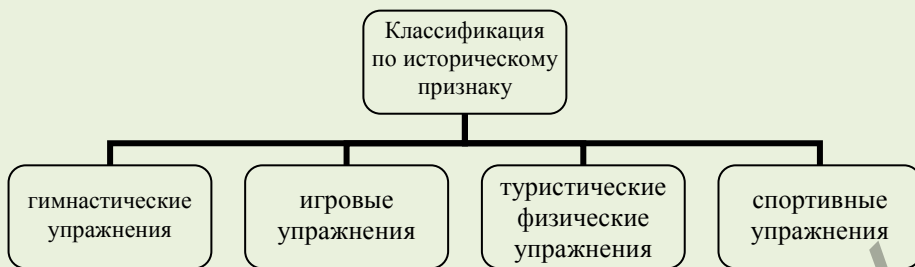 Классификация
по историческому
признаку
гимнастические
упражнения
игровые
упражнения
туристические
физические
упражнения
спортивные
упражнения